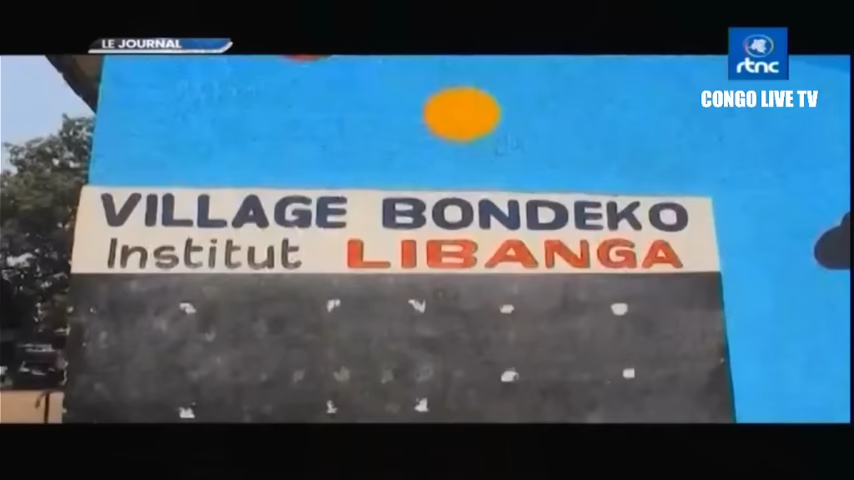 LE JOURNAL
rtnc
CONGO LIVE TV
VILLAGE BONDEKO
Institut LIBANGA